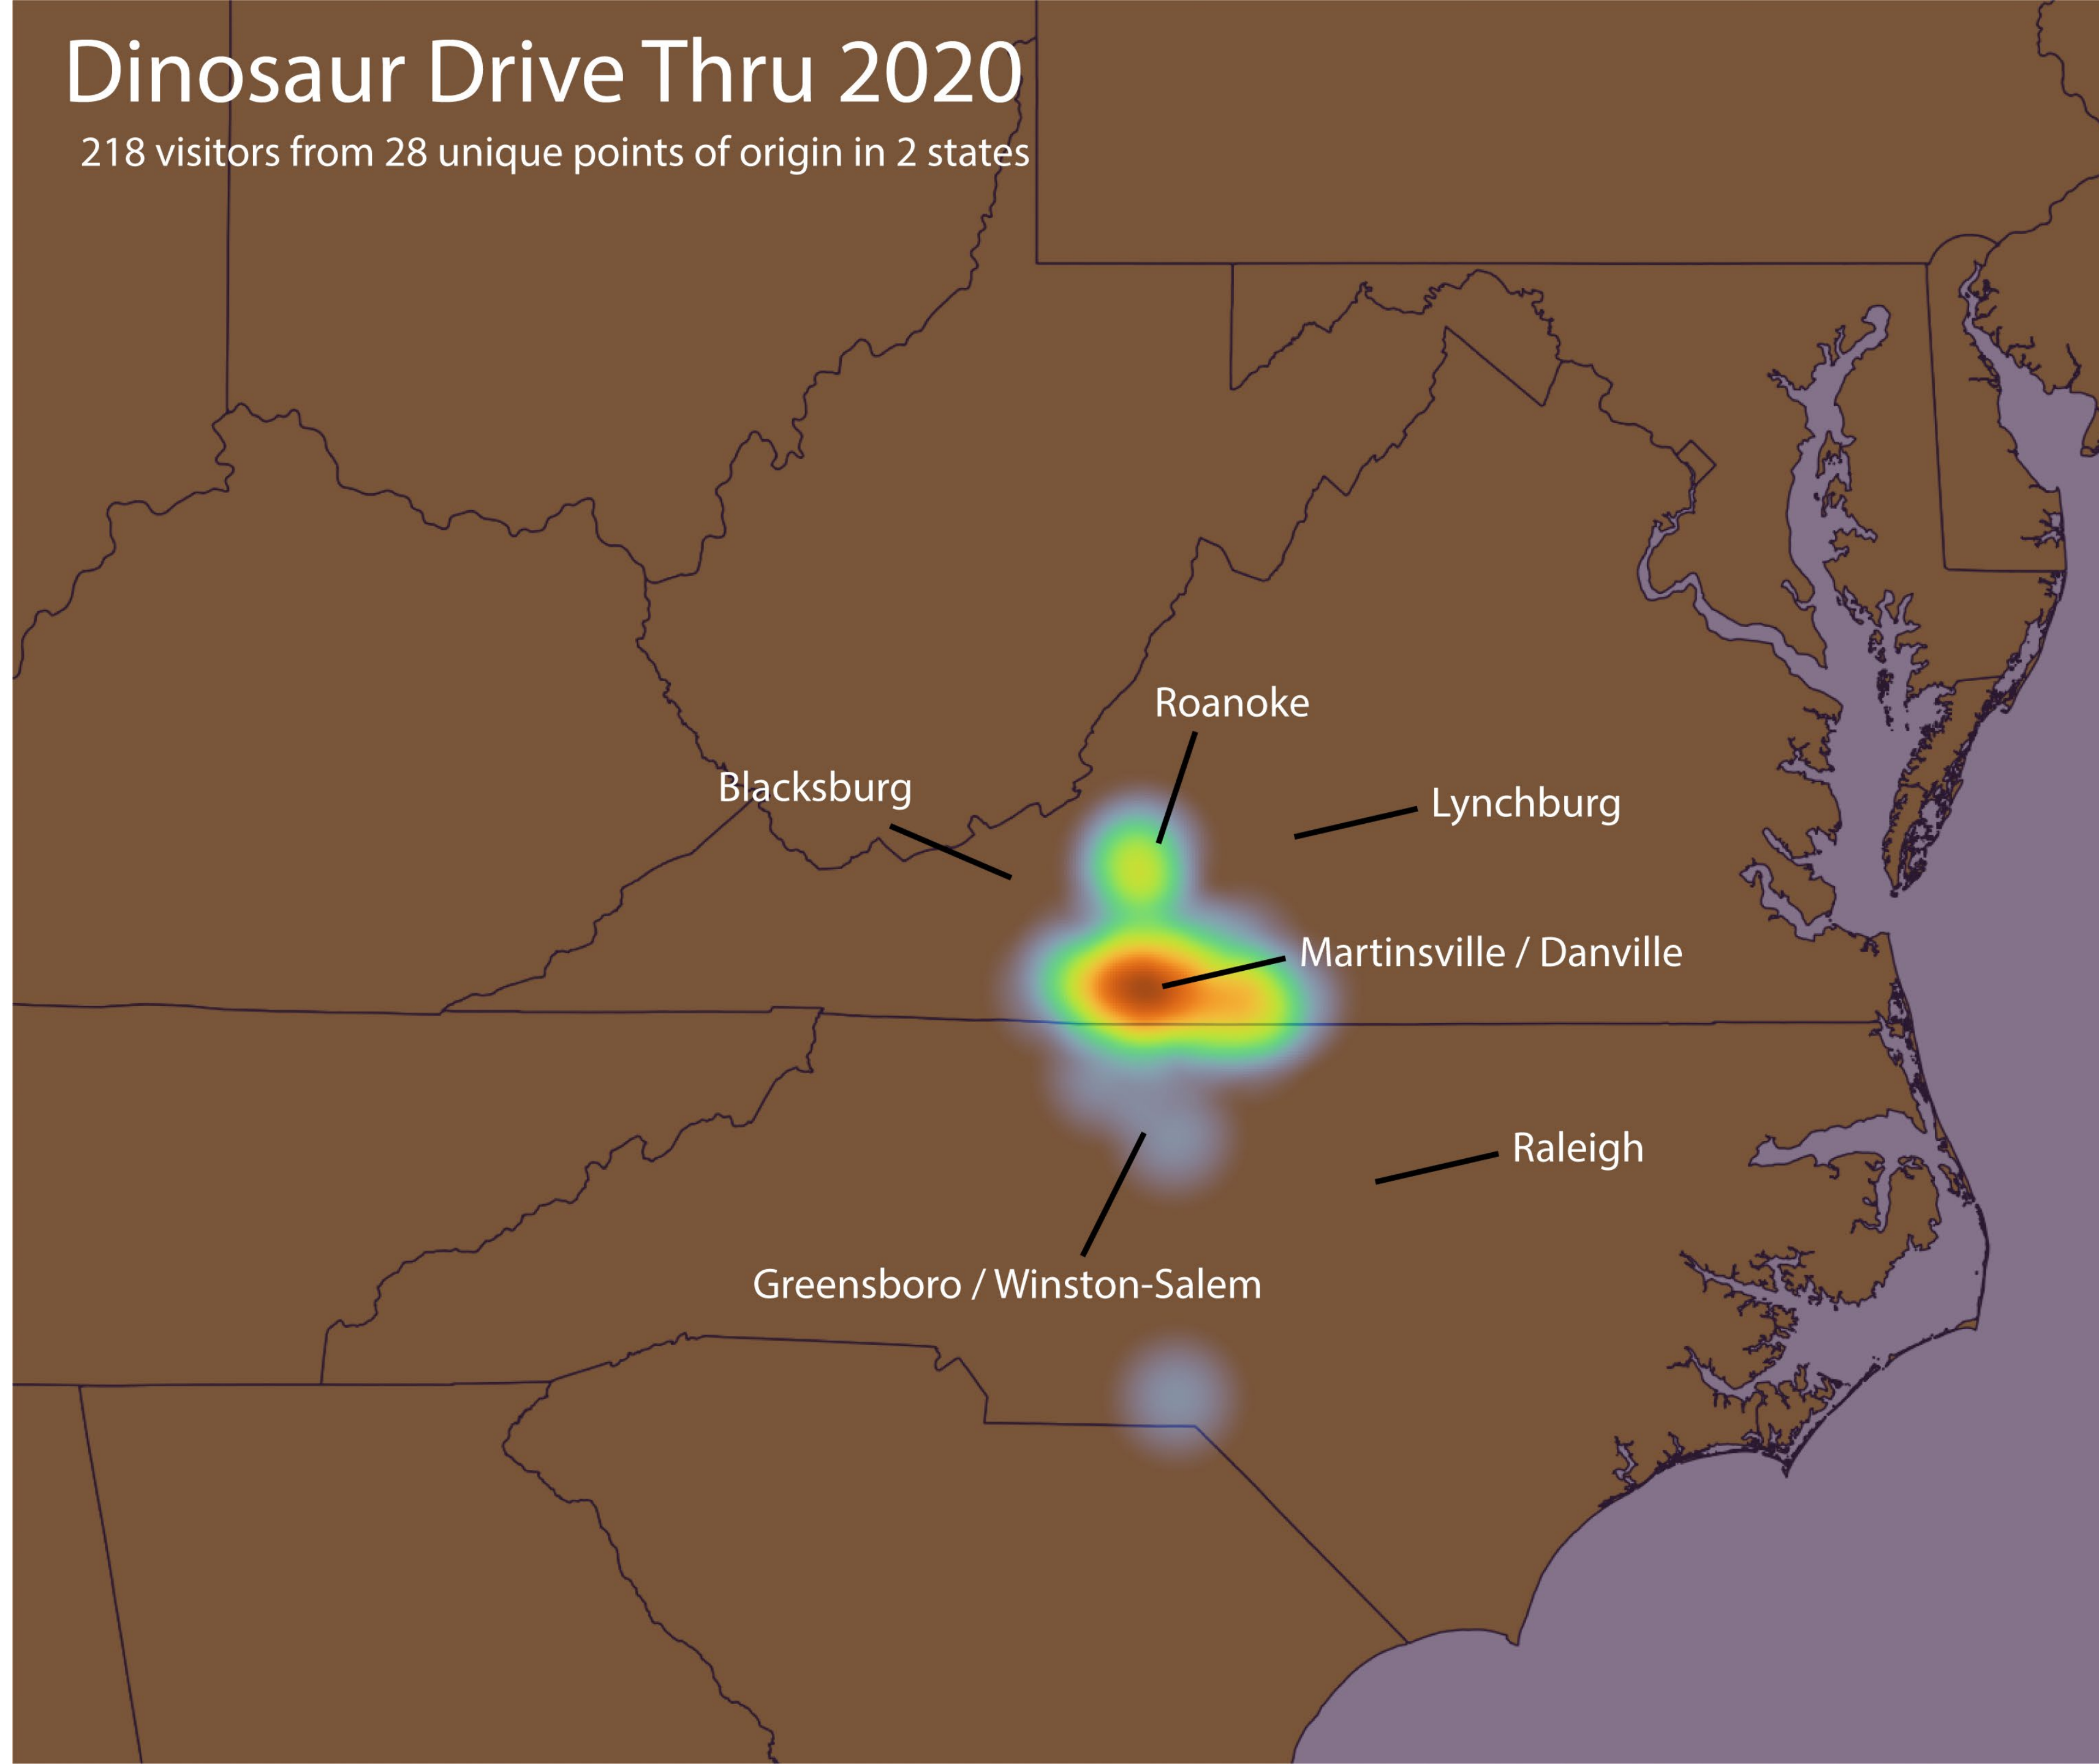 Dinosaur Drive Thru 2020
218 visitors from 28 unique points of origin in 2 states
Roanoke
Blacksburg
Lynchburg
Martinsville / Danville
Raleigh
Greensboro / Winston-Salem